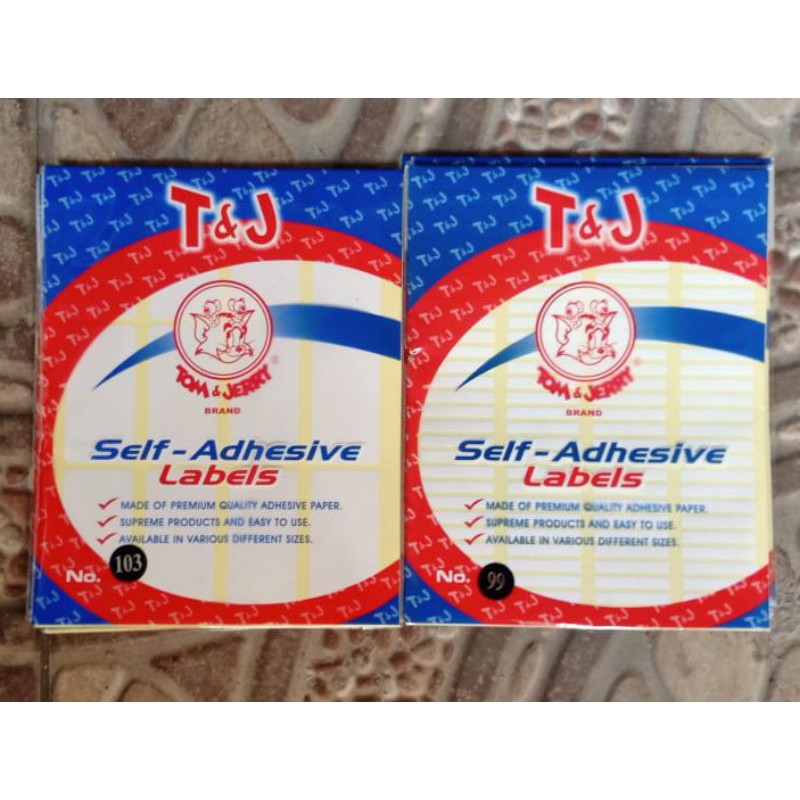 T&J
TOM & JERRY®
BRAND
Self-Adhesive
Labels
MADE OF PREMIUM QUALITY ADHESIVE PAPER.
SUPREME PRODUCTS AND EASY TO USE.
AVAILABLE IN VARIOUS DIFFERENT SIZES.
No. 103
T&J
TOM & JERRY®
BRAND
Self-Adhesive
Labels
MADE OF PREMIUM QUALITY ADHESIVE PAPER.
SUPREME PRODUCTS AND EASY TO USE.
AVAILABLE IN VARIOUS DIFFERENT SIZES.
No. 99